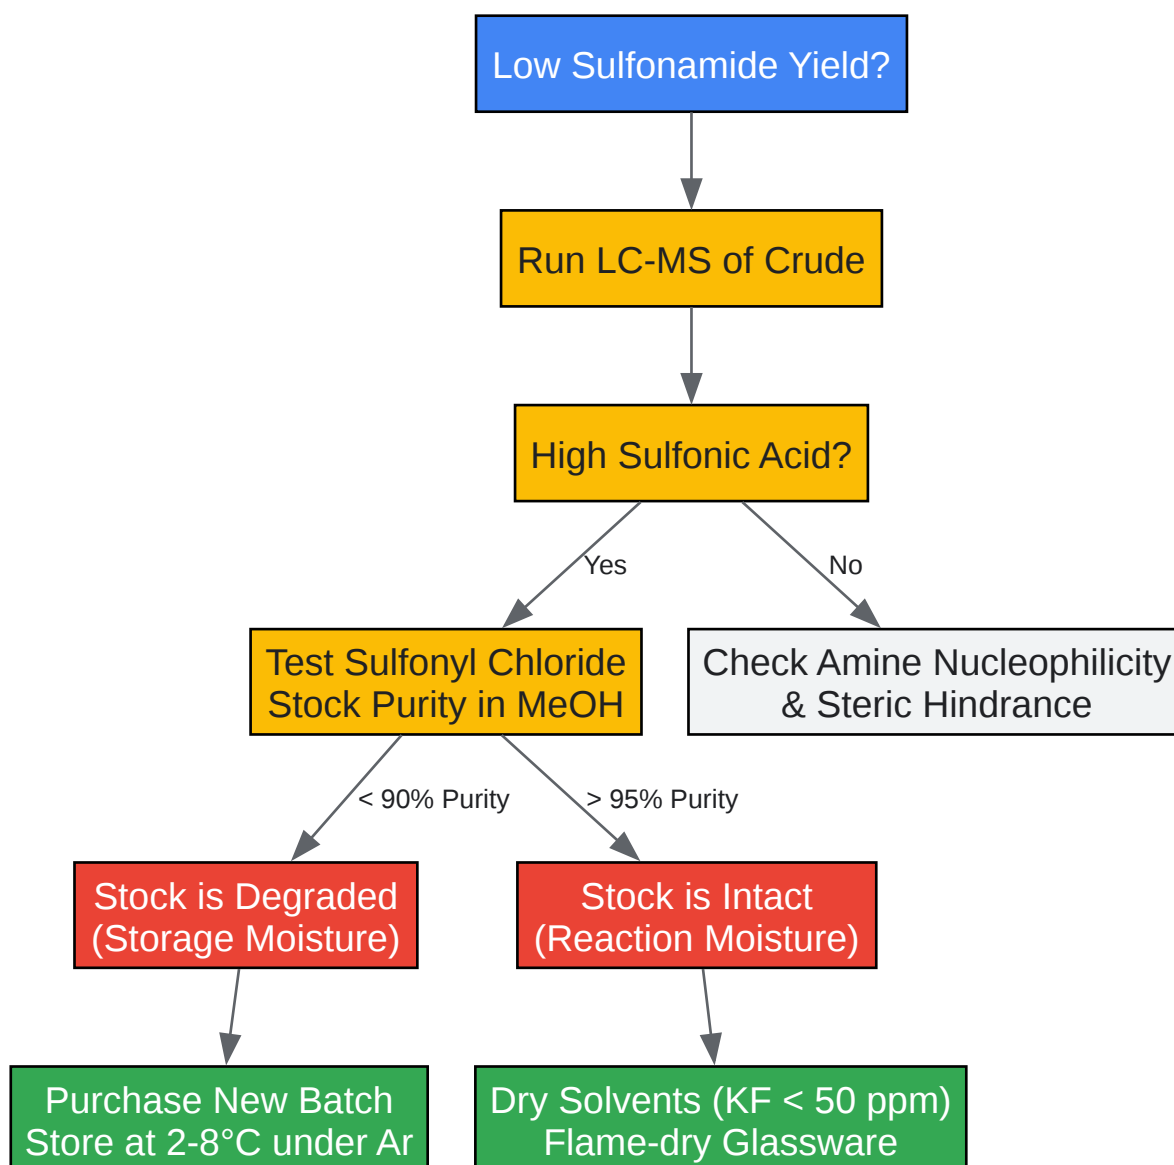 Low Sulfonamide Yield?
Run LC-MS of Crude
High Sulfonic Acid?
Yes
No
Test Sulfonyl Chloride
Stock Purity in MeOH
Check Amine Nucleophilicity
& Steric Hindrance
< 90% Purity
> 95% Purity
Stock is Degraded
(Storage Moisture)
Stock is Intact
(Reaction Moisture)
Purchase New Batch
Store at 2-8°C under Ar
Dry Solvents (KF < 50 ppm)
Flame-dry Glassware